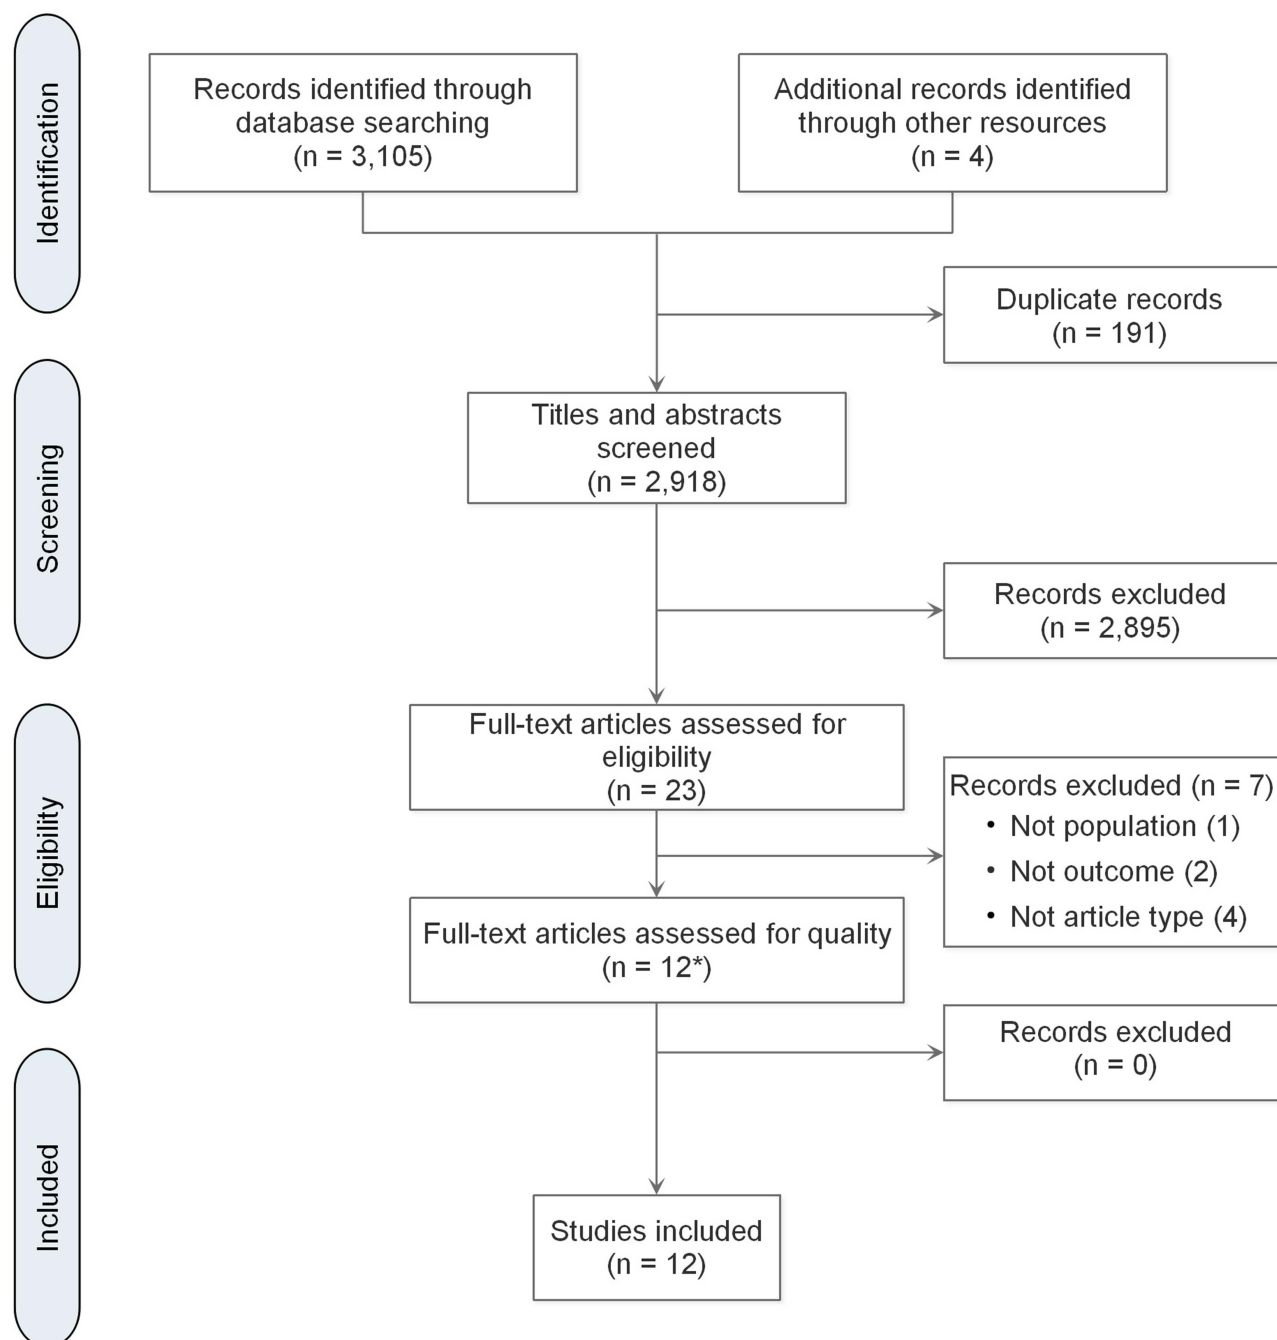 Identification
Records identified through
database searching
(n = 3,105)
Additional records identified
through other resources
(n = 4)
Duplicate records
(n = 191)
Screening
Titles and abstracts
screened
(n = 2,918)
Records excluded
(n = 2,895)
Eligibility
Full-text articles assessed for
eligibility
(n = 23)
Records excluded (n = 7)
• Not population (1)
• Not outcome (2)
• Not article type (4)
Full-text articles assessed for quality
(n = 12*)
Records excluded
(n = 0)
Included
Studies included
(n = 12)